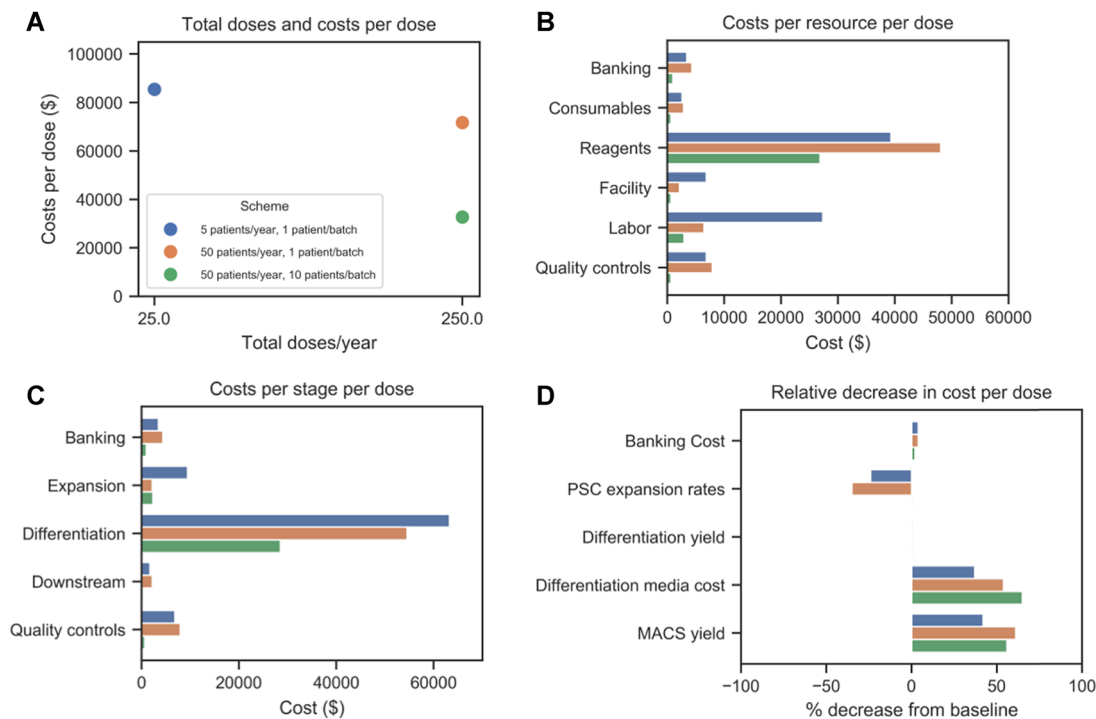 A
Total doses and costs per dose
100000
80000
60000
40000
20000
0
Costs per dose ($)
Scheme
5 patients/year, 1 patient/batch
50 patients/year, 1 patient/batch
50 patients/year, 10 patients/batch
25.0
250.0
Total doses/year
B
Costs per resource per dose
Banking
Consumables
Reagents
Facility
Labor
Quality controls
0
10000
20000
30000
40000
50000
60000
Cost ($)
C
Costs per stage per dose
Banking
Expansion
Differentiation
Downstream
Quality controls
0
20000
40000
60000
Cost ($)
D
Relative decrease in cost per dose
Banking Cost
PSC expansion rates
Differentiation yield
Differentiation media cost
MACS yield
−100
−50
0
50
100
% decrease from baseline